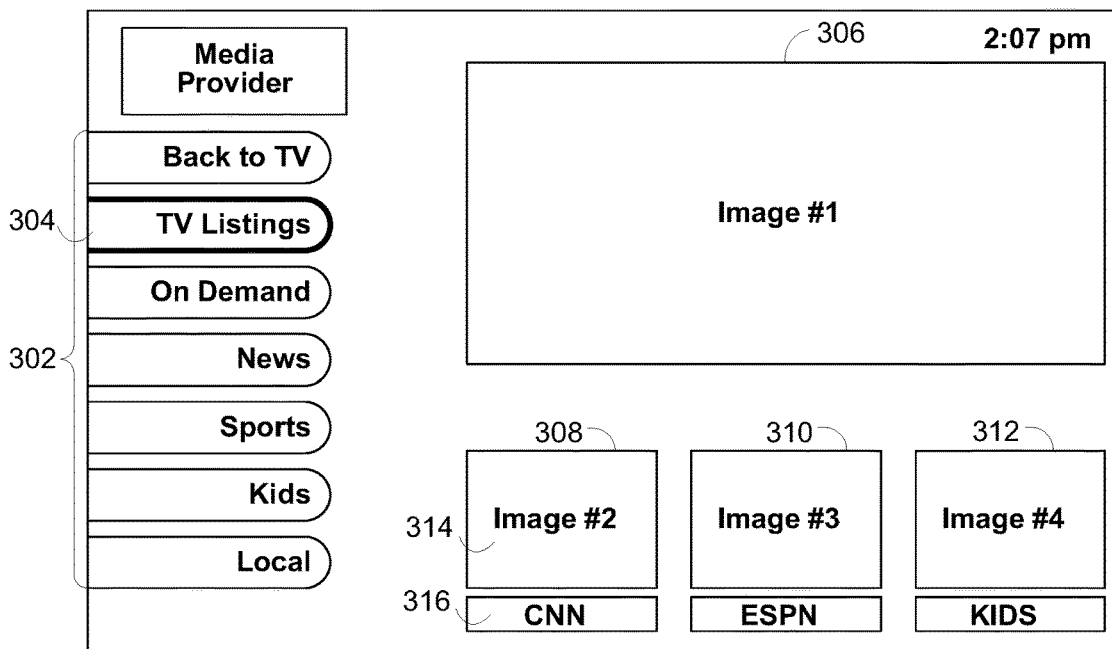 306
2:07 pm
Media
Provider
Back to TV
304
TV Listings
Image #1
On Demand
302
News
Sports
308
310
312
Kids
314
Image #2
Image #3
Image #4
Local
316
CNN
ESPN
KIDS